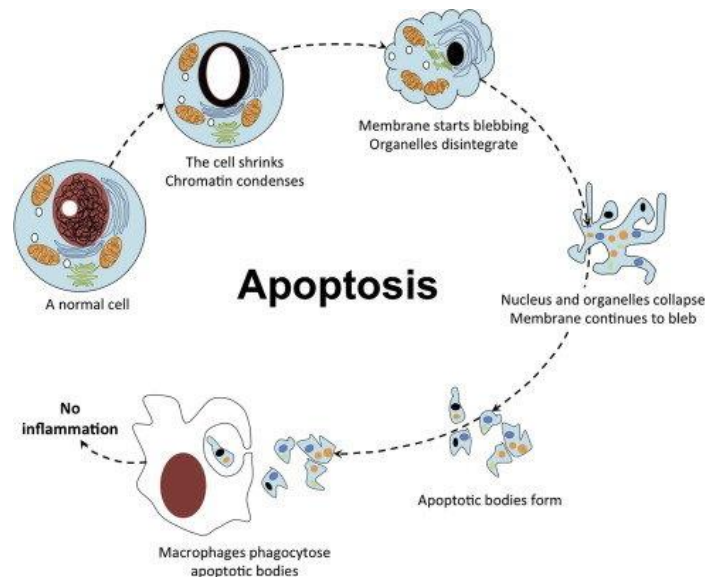 A normal cell
The cell shrinks
Chromatin condenses
Membrane starts blebbing
Organelles disintegrate
Apoptosis
Nucleus and organelles collapse
Membrane continues to bleb
Apoptotic bodies form
Macrophages phagocytose
apoptotic bodies
No
inflammation